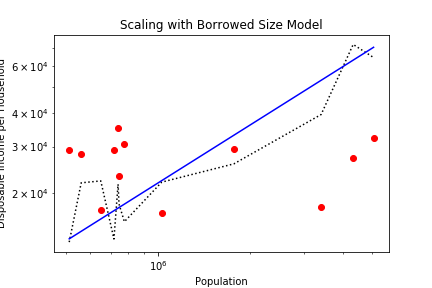 Scaling with Borrowed Size Model
Disposable Income per Household
6 × 10⁴
4 × 10⁴
3 × 10⁴
2 × 10⁴
10⁶
Population